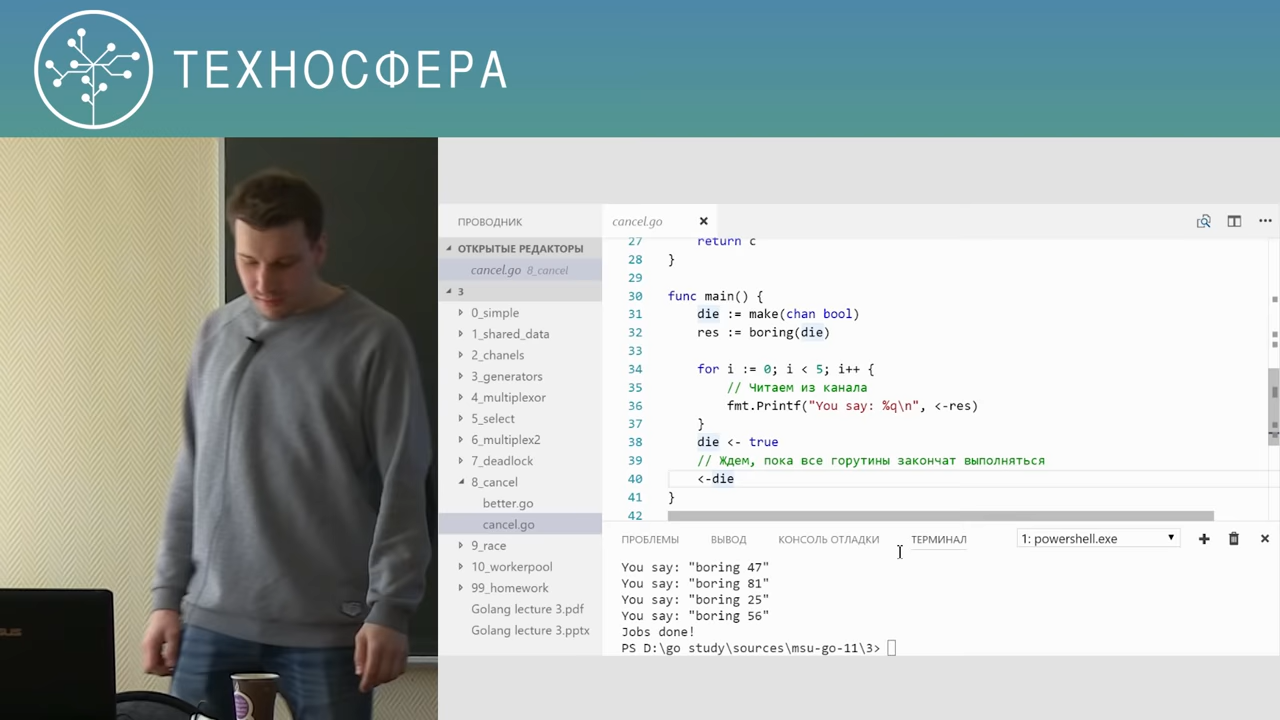 ТЕХНОСФЕРА
ПРОВОДНИК
ОТКРЫТЫЕ РЕДАКТОРЫ
cancel.go 8_cancel
3
0_simple
1_shared_data
2_chanels
3_generators
4_multiplexor
5_select
6_multiplex2
7_deadlock
8_cancel
better.go
cancel.go
9_race
10_workerpool
99_homework
Golang lecture 3.pdf
Golang lecture 3.pptx
cancel.go
27 return c
28 }
29
30 func main() {
31 die := make(chan bool)
32 res := boring(die)
33
34 for i := 0; i < 5; i++ {
35 // Читаем из канала
36 fmt.Printf("You say: %q\n", <-res)
37 }
38 die <- true
39 // Ждем, пока все горутины закончат выполняться
40 <-die
41 }
42
ПРОБЛЕМЫ ВЫВОД КОНСОЛЬ ОТЛАДКИ ТЕРМИНАЛ 1: powershell.exe
You say: "boring 47"
You say: "boring 81"
You say: "boring 25"
You say: "boring 56"
Jobs done!
PS D:\go study\sources\msu-go-11\3>